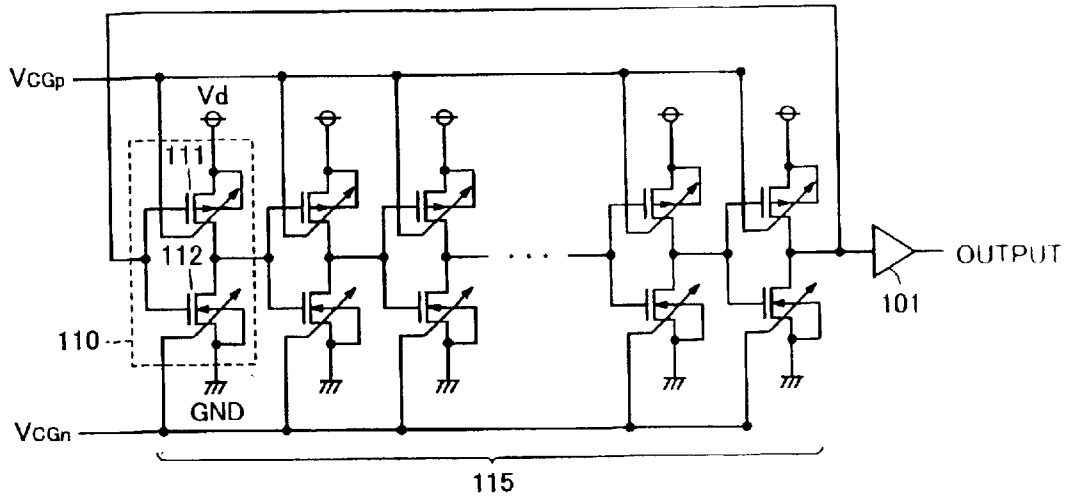 VCGp
Vd
111
112
. . .
OUTPUT
101
110
GND
VCGn
115